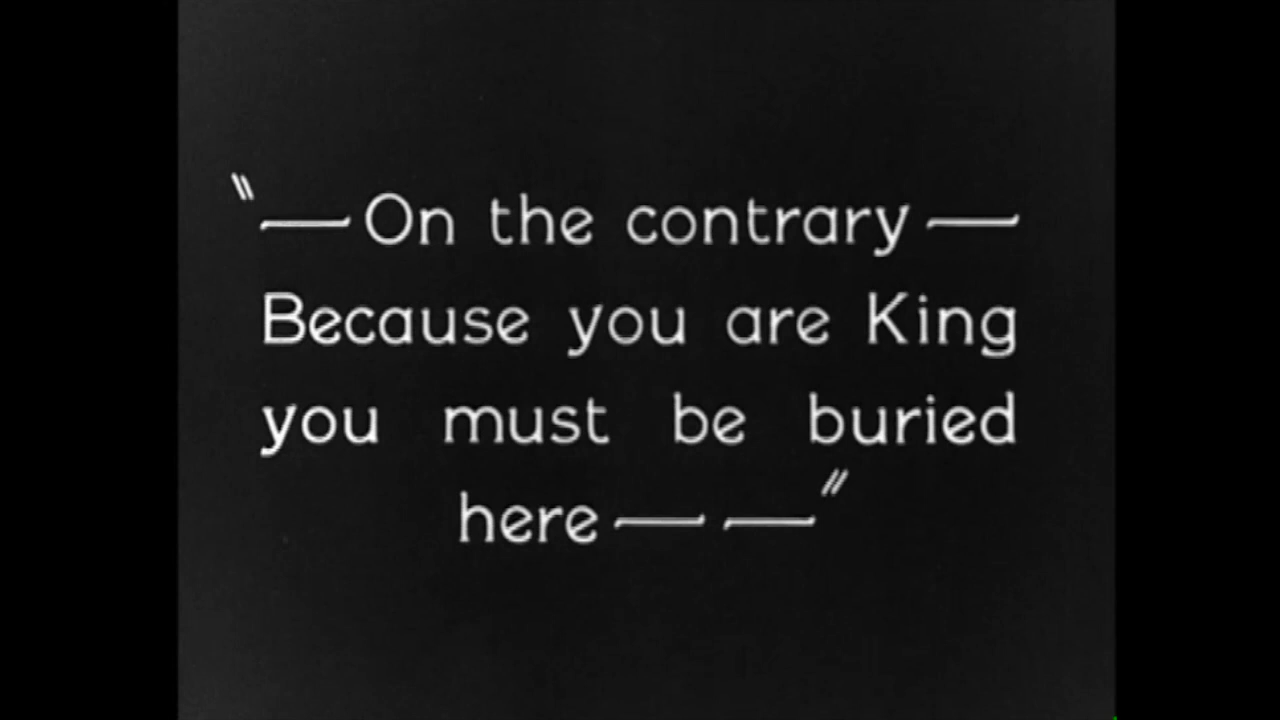 "— On the contrary —
Because you are King
you must be buried
here — —"